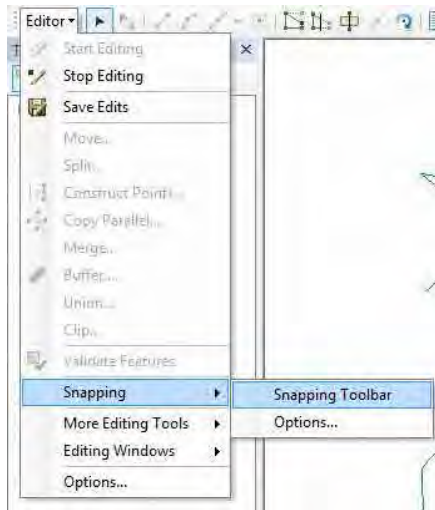 Editor
Start Editing
Stop Editing
Save Edits
Move...
Split...
Construct Points...
Copy Parallel...
Merge...
Buffer...
Union...
Clip...
Validate Features
Snapping
Snapping Toolbar
More Editing Tools
Options...
Editing Windows
Options...